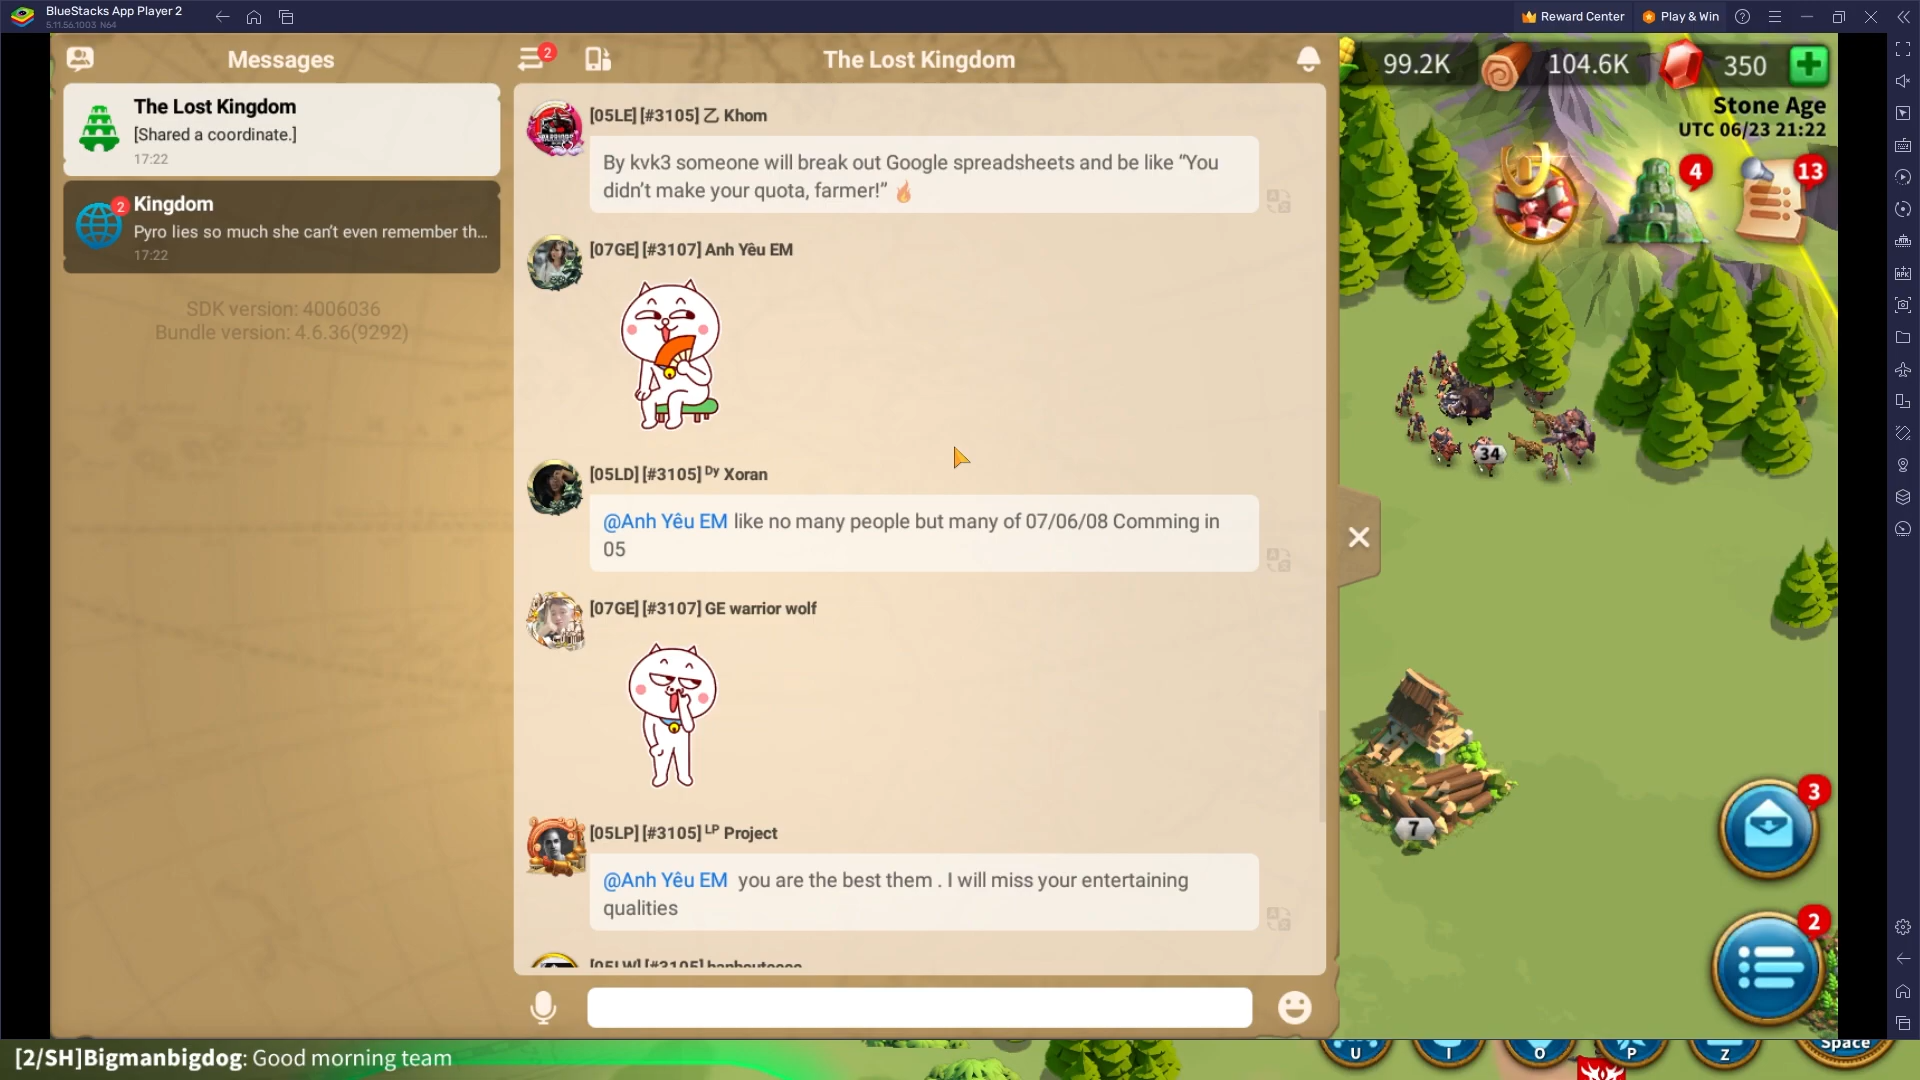 BlueStacks App Player 2
5.11.56.1003 N64
Reward Center
Play & Win
Messages
2
The Lost Kingdom
99.2K
104.6K
350
Stone Age
UTC 06/23 21:22
The Lost Kingdom
[Shared a coordinate.]
17:22
2
Kingdom
Pyro lies so much she can't even remember th...
17:22
SDK version: 4006036
Bundle version: 4.6.36(9292)
[05LE][#3105] 乙 Khom
By kvk3 someone will break out Google spreadsheets and be like “You
didn't make your quota, farmer!”
[07GE][#3107] Anh Yêu EM
[05LD][#3105] ᴰʸ Xoran
@Anh Yêu EM like no many people but many of 07/06/08 Comming in
05
[07GE][#3107] GE warrior wolf
[05LP][#3105] ᴸᴾ Project
@Anh Yêu EM you are the best them . I will miss your entertaining
qualities
4
13
34
7
3
2
[2/SH]Bigmanbigdog: Good morning team
U
I
O
P
Z
Space